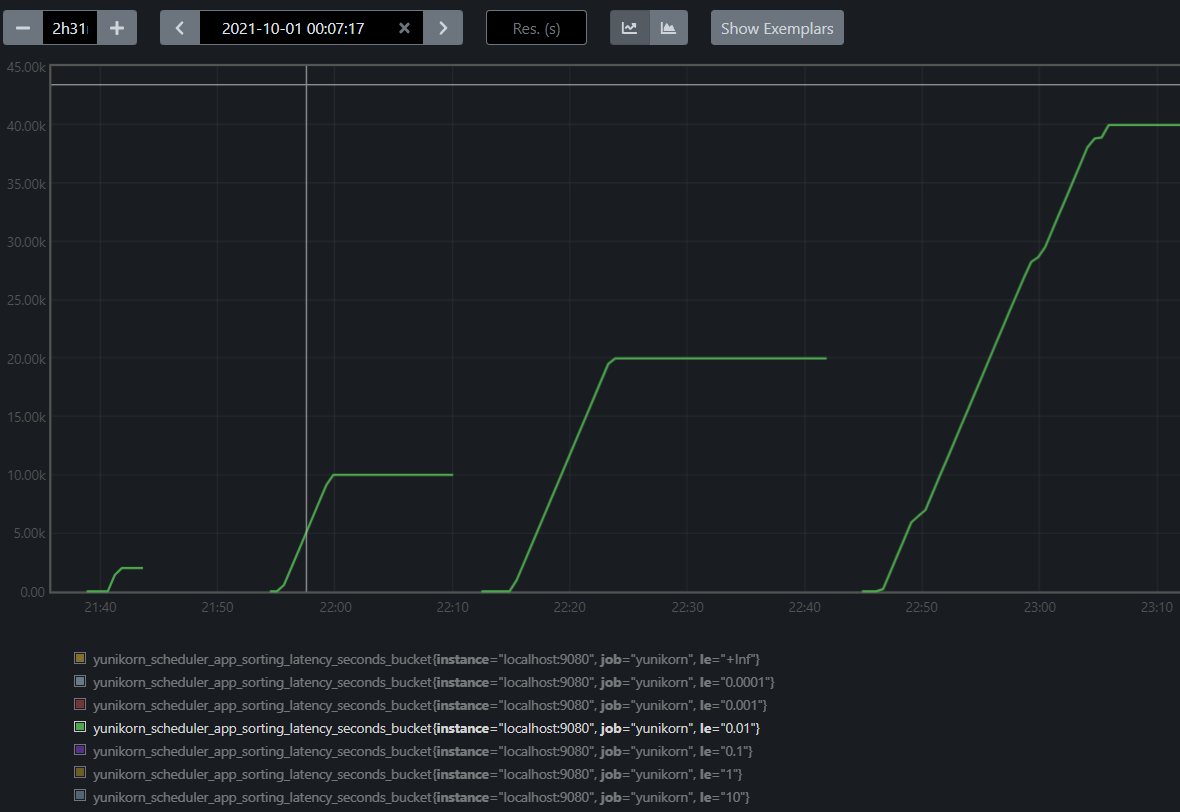 2h31
2021-10-01 00:07:17
Res. (s)
Show Exemplars
45.00k
40.00k
35.00k
30.00k
25.00k
20.00k
15.00k
10.00k
5.00k
0.00
21:40 21:50 22:00 22:10 22:20 22:30 22:40 22:50 23:00 23:10
yunikorn_scheduler_app_sorting_latency_seconds_bucket{instance="localhost:9080", job="yunikorn", le="+Inf"}
yunikorn_scheduler_app_sorting_latency_seconds_bucket{instance="localhost:9080", job="yunikorn", le="0.0001"}
yunikorn_scheduler_app_sorting_latency_seconds_bucket{instance="localhost:9080", job="yunikorn", le="0.001"}
yunikorn_scheduler_app_sorting_latency_seconds_bucket{instance="localhost:9080", job="yunikorn", le="0.01"}
yunikorn_scheduler_app_sorting_latency_seconds_bucket{instance="localhost:9080", job="yunikorn", le="0.1"}
yunikorn_scheduler_app_sorting_latency_seconds_bucket{instance="localhost:9080", job="yunikorn", le="1"}
yunikorn_scheduler_app_sorting_latency_seconds_bucket{instance="localhost:9080", job="yunikorn", le="10"}